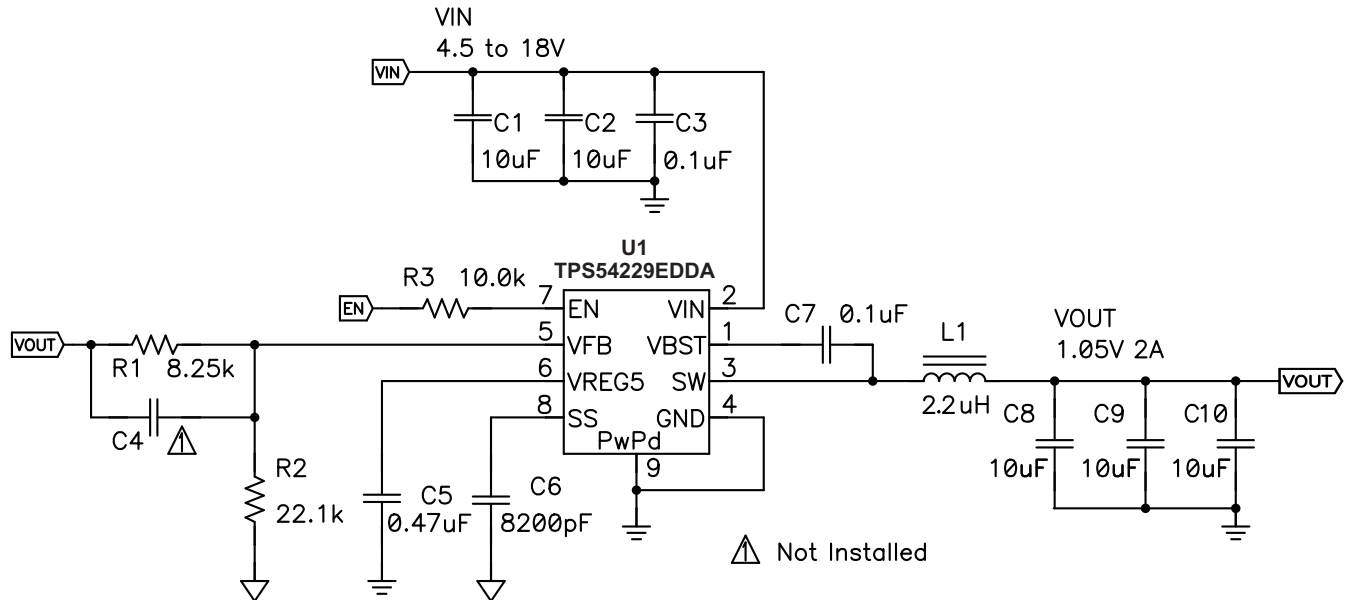 VIN
4.5 to 18V
VIN
C1
10uF
C2
10uF
C3
0.1uF
U1
TPS54229EDDA
R3 10.0k
EN
7
EN
VIN
2
VOUT
R1 8.25k
5
VFB
VBST
1
C7 0.1uF
6
VREG5
SW
3
L1
2.2uH
VOUT
1.05V 2A
VOUT
8
SS
GND
4
PwPd
9
C4
1
R2
22.1k
C5
0.47uF
C6
8200pF
C8
10uF
C9
10uF
C10
10uF
1 Not Installed